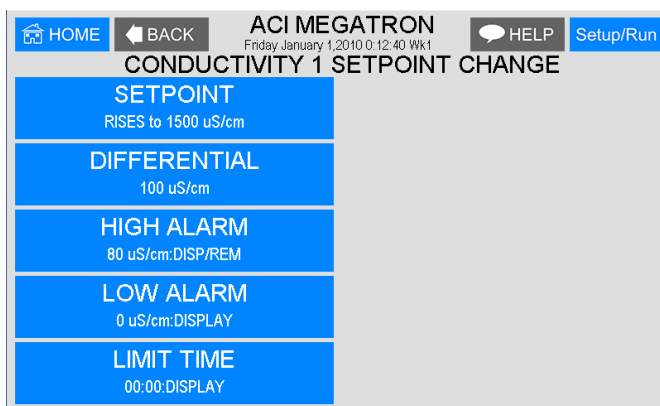 HOME
BACK
ACI MEGATRON
Friday January 1,2010 0:12:40 Wk1
HELP
Setup/Run
CONDUCTIVITY 1 SETPOINT CHANGE
SETPOINT
RISES to 1500 uS/cm
DIFFERENTIAL
100 uS/cm
HIGH ALARM
80 uS/cm:DISP/REM
LOW ALARM
0 uS/cm:DISPLAY
LIMIT TIME
00:00:DISPLAY